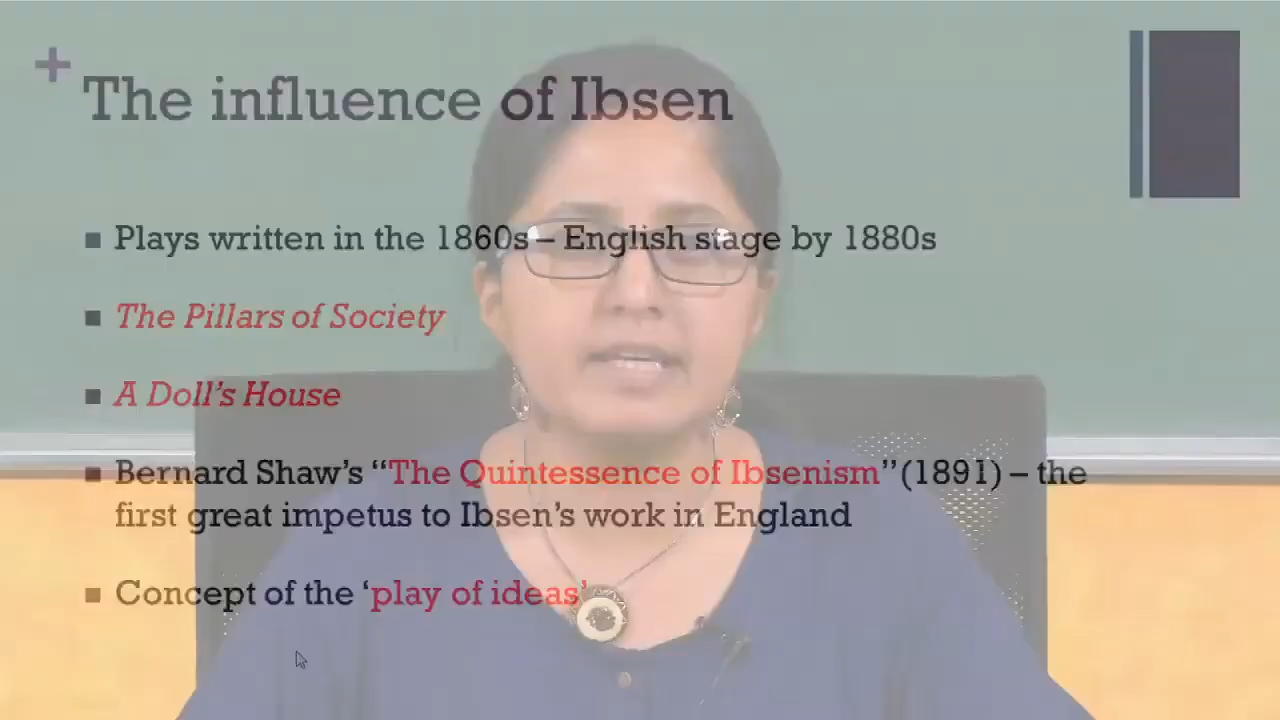 The influence of Ibsen
Plays written in the 1860s – English stage by 1880s
The Pillars of Society
A Doll's House
Bernard Shaw's “The Quintessence of Ibsenism” (1891) – the
first great impetus to Ibsen's work in England
Concept of the ‘play of ideas’